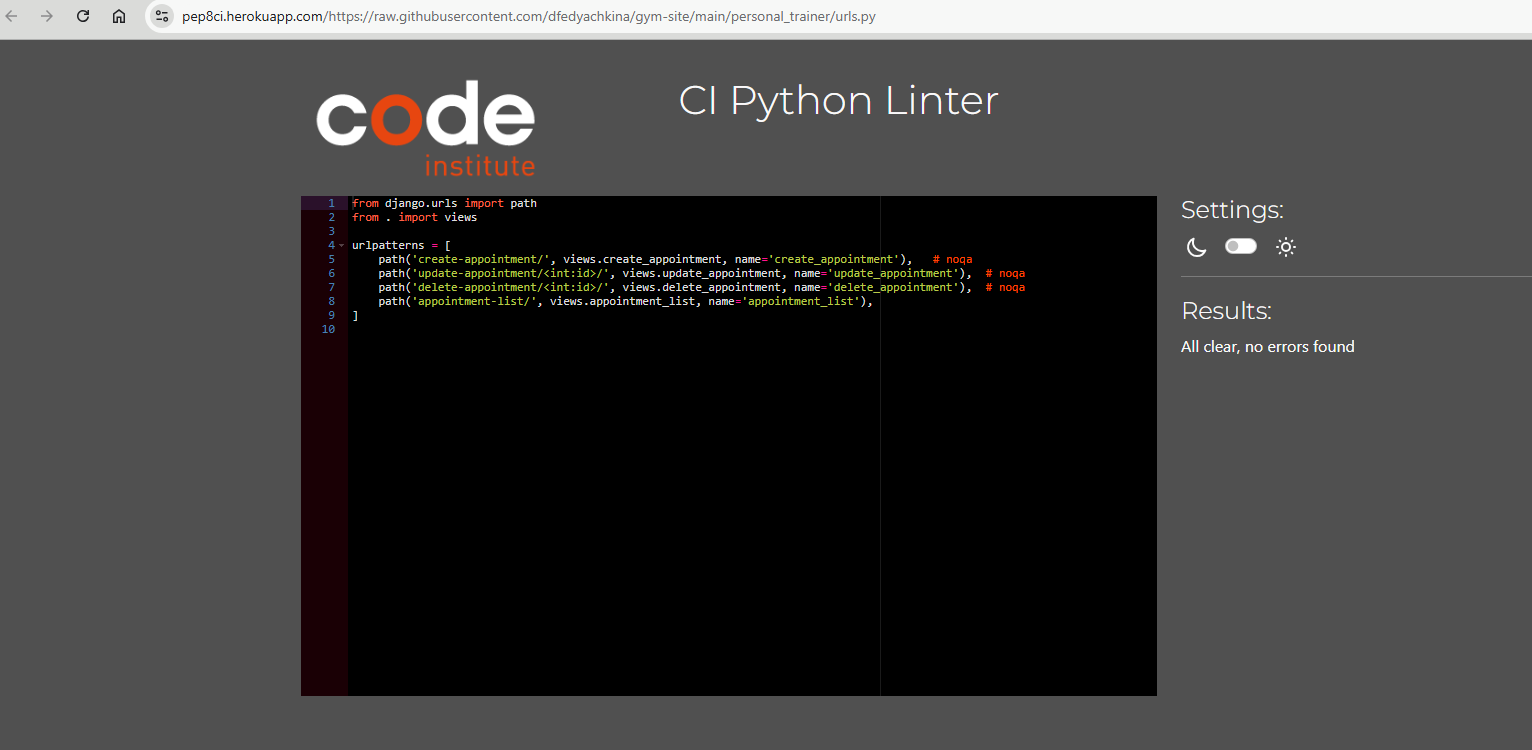 pep8ci.herokuapp.com/https://raw.githubusercontent.com/dfedyachkina/gym-site/main/personal_trainer/urls.py
code
institute
CI Python Linter
1 from django.urls import path
2 from . import views
3
4 urlpatterns = [
5     path('create-appointment/', views.create_appointment, name='create_appointment'),   # noqa
6     path('update-appointment/<int:id>/', views.update_appointment, name='update_appointment'),  # noqa
7     path('delete-appointment/<int:id>/', views.delete_appointment, name='delete_appointment'),  # noqa
8     path('appointment-list/', views.appointment_list, name='appointment_list'),
9 ]
10
Settings:
Results:
All clear, no errors found